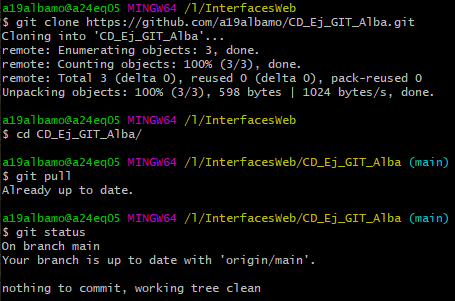 a19albamo@a24eq05 MINGW64 /l/InterfacesWeb
$ git clone https://github.com/a19albamo/CD_Ej_GIT_Alba.git
Cloning into 'CD_Ej_GIT_Alba'...
remote: Enumerating objects: 3, done.
remote: Counting objects: 100% (3/3), done.
remote: Total 3 (delta 0), reused 0 (delta 0), pack-reused 0
Unpacking objects: 100% (3/3), 598 bytes | 1024 bytes/s, done.
a19albamo@a24eq05 MINGW64 /l/InterfacesWeb
$ cd CD_Ej_GIT_Alba/
a19albamo@a24eq05 MINGW64 /l/InterfacesWeb/CD_Ej_GIT_Alba (main)
$ git pull
Already up to date.
a19albamo@a24eq05 MINGW64 /l/InterfacesWeb/CD_Ej_GIT_Alba (main)
$ git status
On branch main
Your branch is up to date with 'origin/main'.
nothing to commit, working tree clean